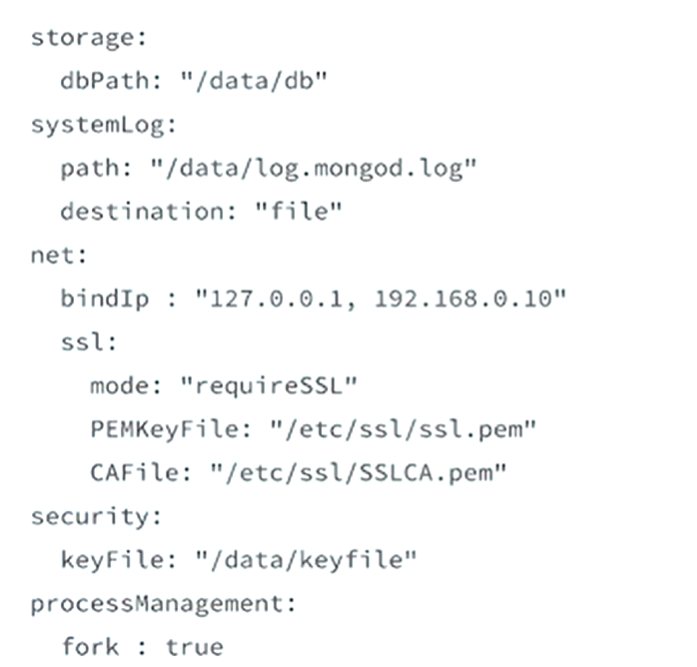 storage:
  dbPath: "/data/db"
systemLog:
  path: "/data/log.mongod.log"
  destination: "file"
net:
  bindIp : "127.0.0.1, 192.168.0.10"
  ssl:
    mode: "requireSSL"
    PEMKeyFile: "/etc/ssl/ssl.pem"
    CAFile: "/etc/ssl/SSLCA.pem"
security:
  keyFile: "/data/keyfile"
processManagement:
  fork : true